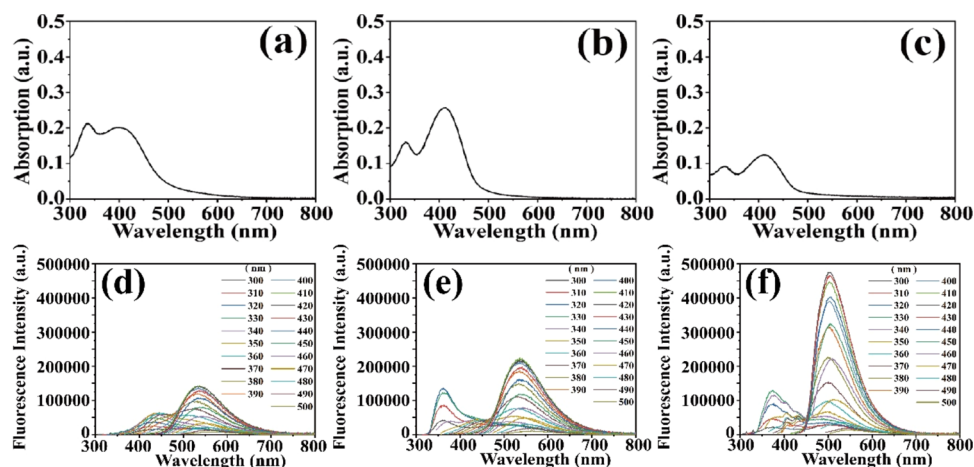 0.5 (a)
0.4
0.3
0.2
0.1
0.0
Absorption (a.u.)
300 400 500 600 700 800
Wavelength (nm)
0.5 (b)
0.4
0.3
0.2
0.1
0.0
Absorption (a.u.)
300 400 500 600 700 800
Wavelength (nm)
0.5 (c)
0.4
0.3
0.2
0.1
0.0
Absorption (a.u.)
300 400 500 600 700 800
Wavelength (nm)
500000 (d) ( nm )
400000
300000
200000
100000
0
Fluorescence Intensity (a.u.)
300 400
310 410
320 420
330 430
340 440
350 450
360 460
370 470
380 480
390 490
500
300 400 500 600 700 800
Wavelength (nm)
500000 (e) ( nm )
400000
300000
200000
100000
0
Fluorescence Intensity (a.u.)
300 400
310 410
320 420
330 430
340 440
350 450
360 460
370 470
380 480
390 490
500
300 400 500 600 700 800
Wavelength (nm)
500000 (f) ( nm )
400000
300000
200000
100000
0
Fluorescence Intensity (a.u.)
300 400
310 410
320 420
330 430
340 440
350 450
360 460
370 470
380 480
390 490
500
300 400 500 600 700 800
Wavelength (nm)